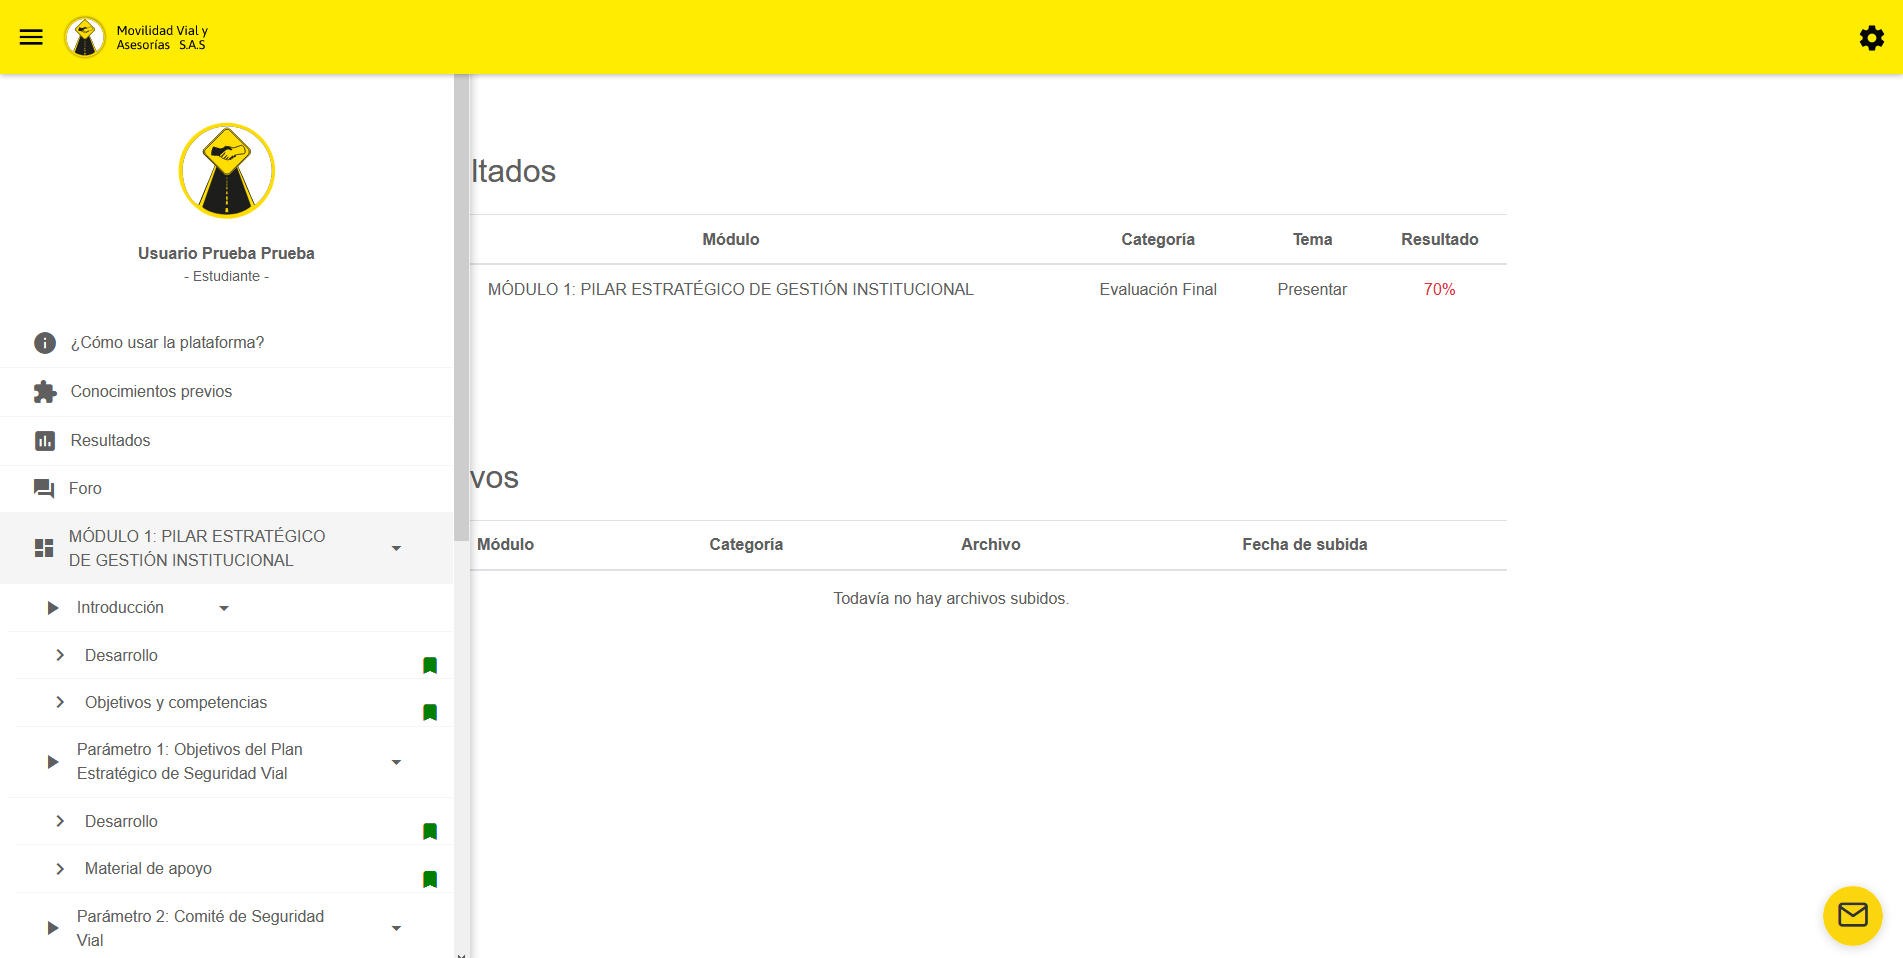 Movilidad Vial y
Asesorías S.A.S
Usuario Prueba Prueba
- Estudiante -
¿Cómo usar la plataforma?
Conocimientos previos
Resultados
Foro
MÓDULO 1: PILAR ESTRATÉGICO
DE GESTIÓN INSTITUCIONAL
Introducción
Desarrollo
Objetivos y competencias
Parámetro 1: Objetivos del Plan
Estratégico de Seguridad Vial
Desarrollo
Material de apoyo
Parámetro 2: Comité de Seguridad
Vial
ltados
Módulo Categoría Tema Resultado
MÓDULO 1: PILAR ESTRATÉGICO DE GESTIÓN INSTITUCIONAL Evaluación Final Presentar 70%
vos
Módulo Categoría Archivo Fecha de subida
Todavía no hay archivos subidos.